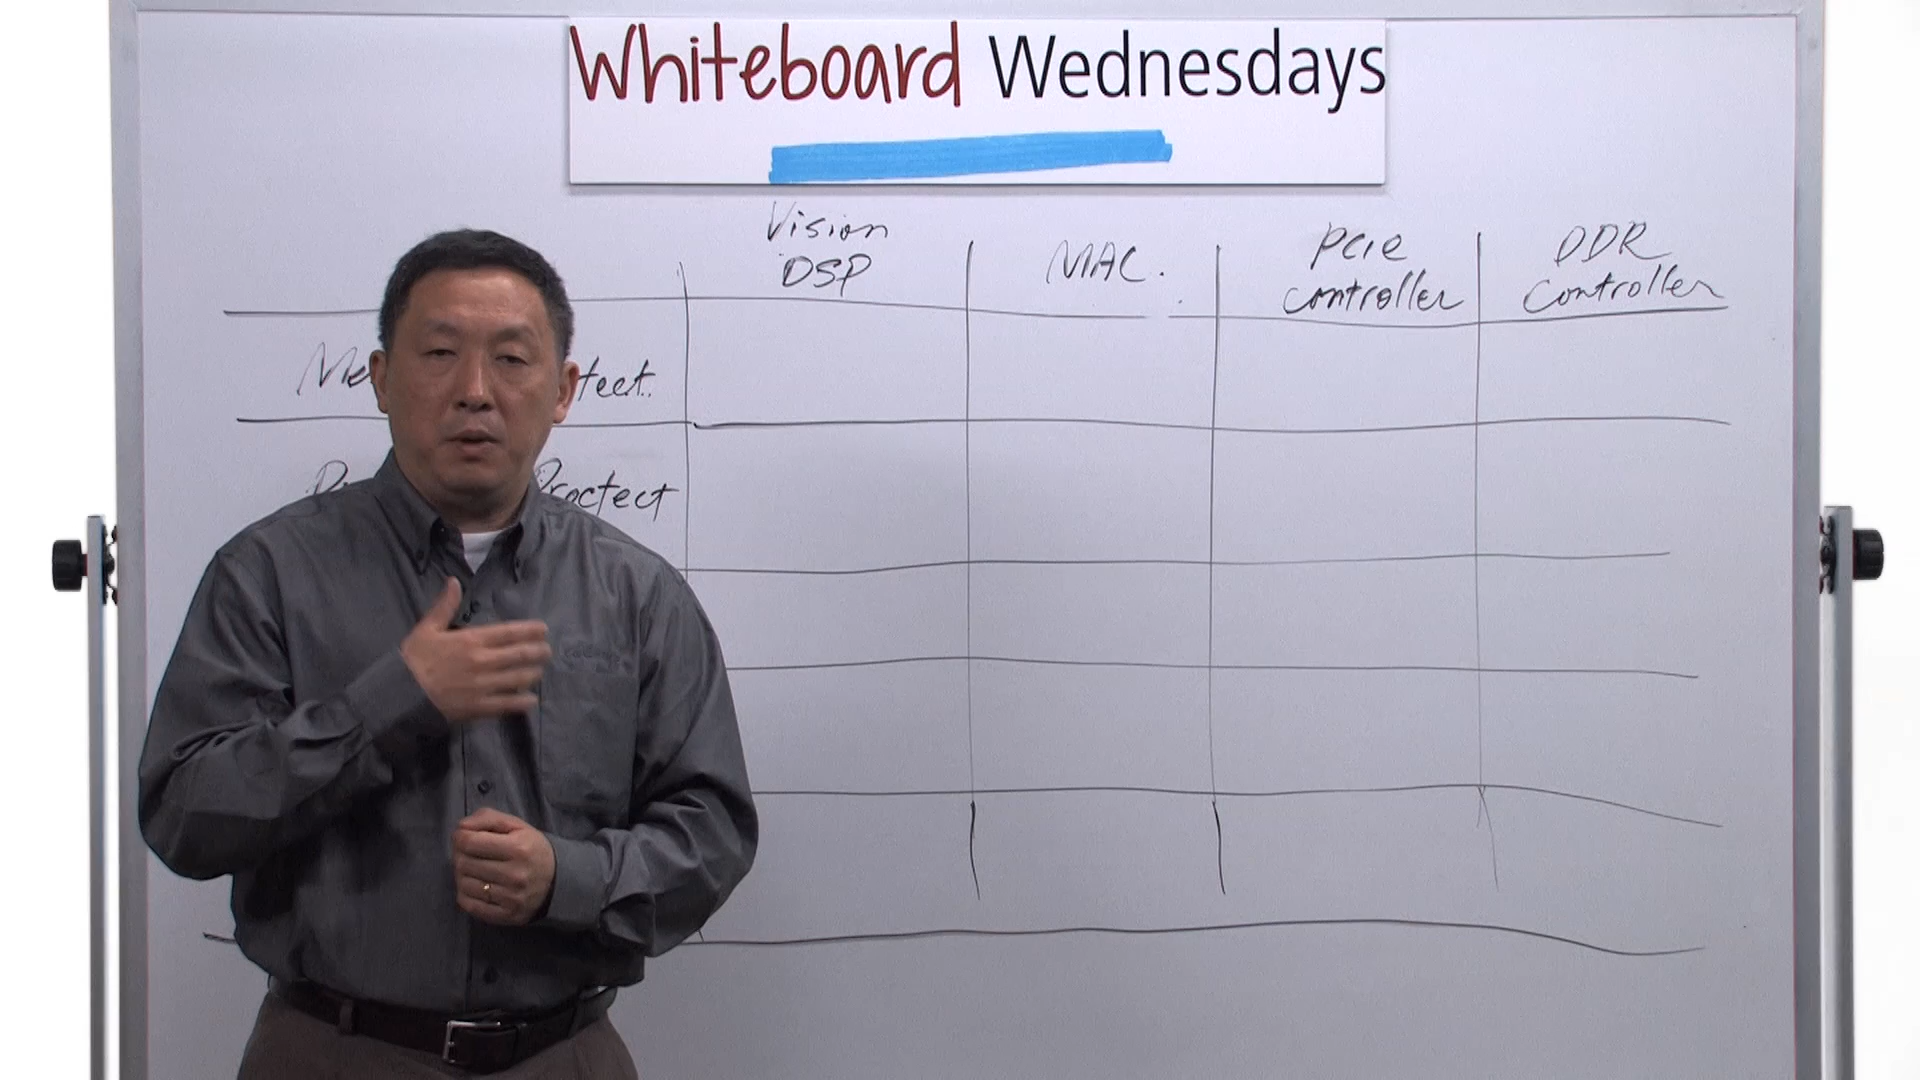 Whiteboard Wednesdays
Vision
DSP
MAC.
PCIe
controller
DDR
controller